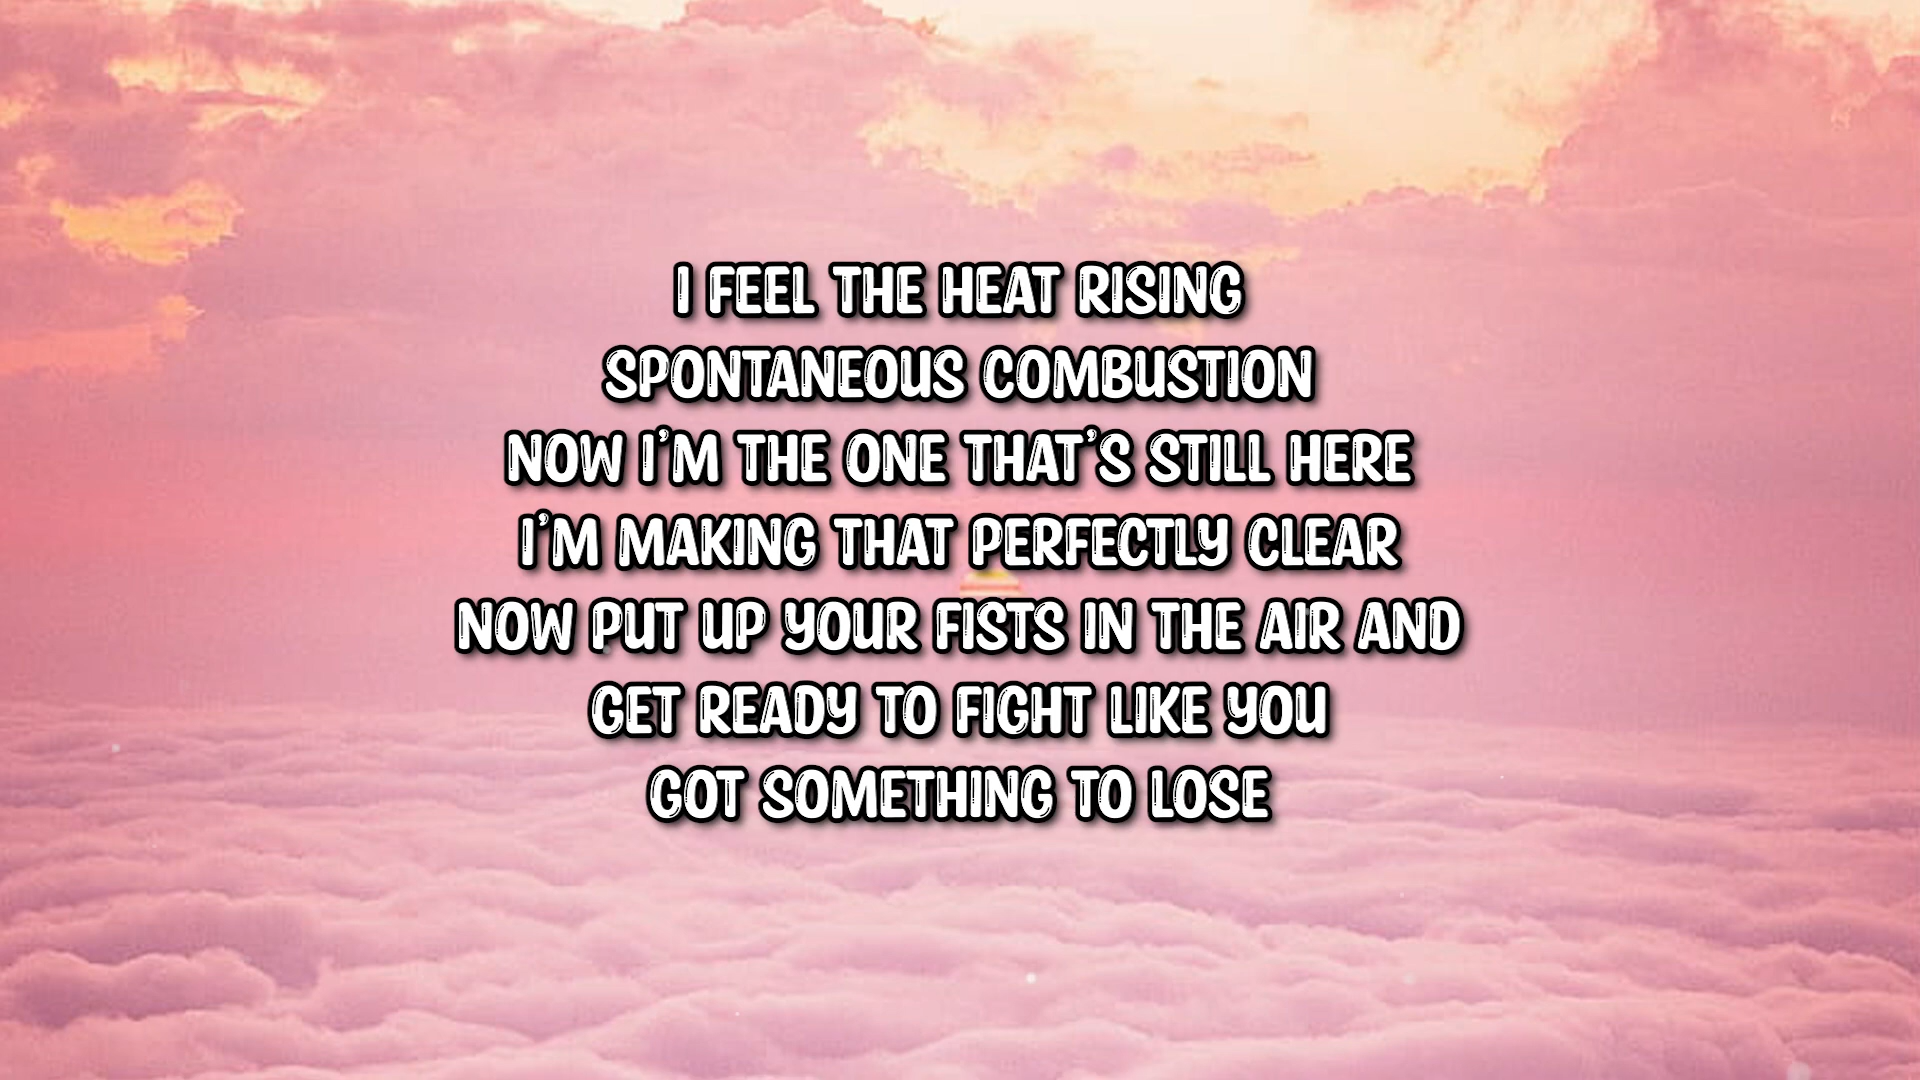 I FEEL THE HEAT RISING
SPONTANEOUS COMBUSTION
NOW I'M THE ONE THAT'S STILL HERE
I'M MAKING THAT PERFECTLY CLEAR
NOW PUT UP YOUR FISTS IN THE AIR AND
GET READY TO FIGHT LIKE YOU
GOT SOMETHING TO LOSE